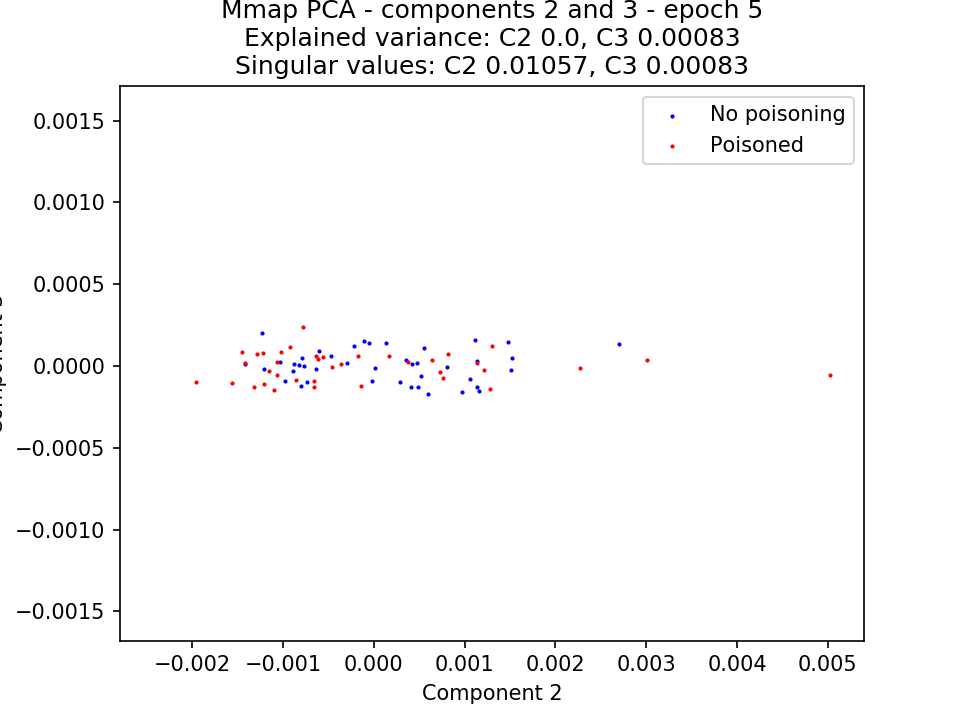 Mmap PCA - components 2 and 3 - epoch 5
Explained variance: C2 0.0, C3 0.00083
Singular values: C2 0.01057, C3 0.00083
No poisoning
Poisoned
0.0015
0.0010
0.0005
0.0000
−0.0005
−0.0010
−0.0015
−0.002 −0.001 0.000 0.001 0.002 0.003 0.004 0.005
Component 2